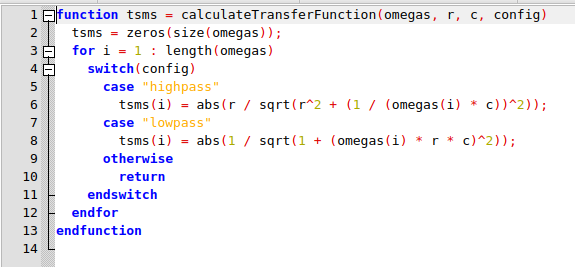 1 function tsms = calculateTransferFunction(omegas, r, c, config)
2 tsms = zeros(size(omegas));
3 for i = 1 : length(omegas)
4 switch(config)
5 case "highpass"
6 tsms(i) = abs(r / sqrt(r^2 + (1 / (omegas(i) * c))^2));
7 case "lowpass"
8 tsms(i) = abs(1 / sqrt(1 + (omegas(i) * r * c)^2));
9 otherwise
10 return
11 endswitch
12 endfor
13 endfunction
14